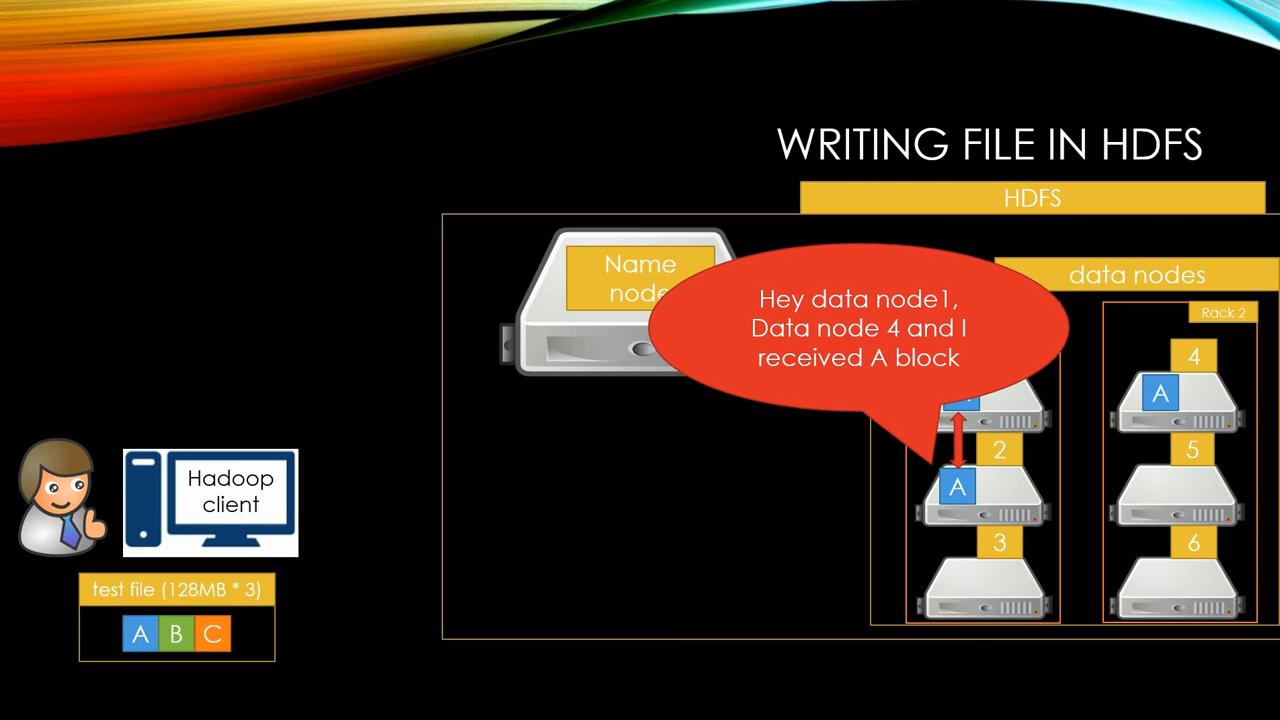 WRITING FILE IN HDFS
HDFS
Name
node
data nodes
Hey data node1,
Data node 4 and I
received A block
Rack 2
4
A
2
5
A
3
6
Hadoop
client
test file (128MB * 3)
A B C